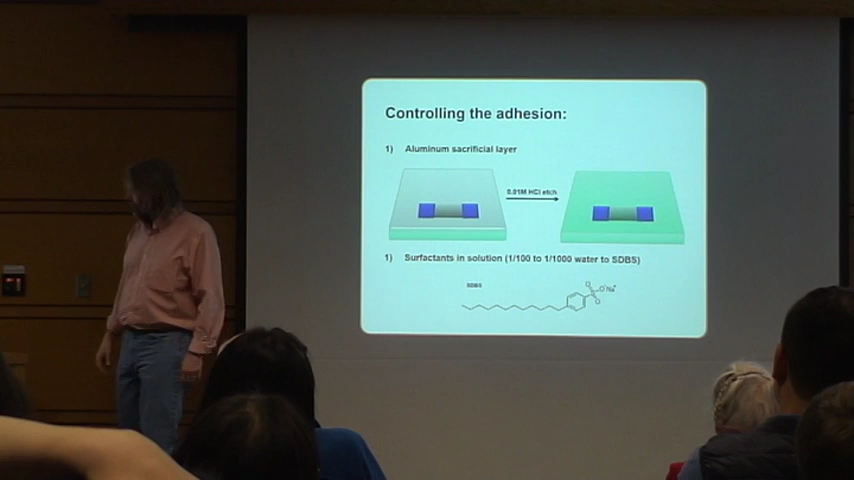 Controlling the adhesion:
1) Aluminum sacrificial layer
0.01M HCl etch
1) Surfactants in solution (1/100 to 1/1000 water to SDBS)
SDBS
O
S
O⁻Na⁺
O